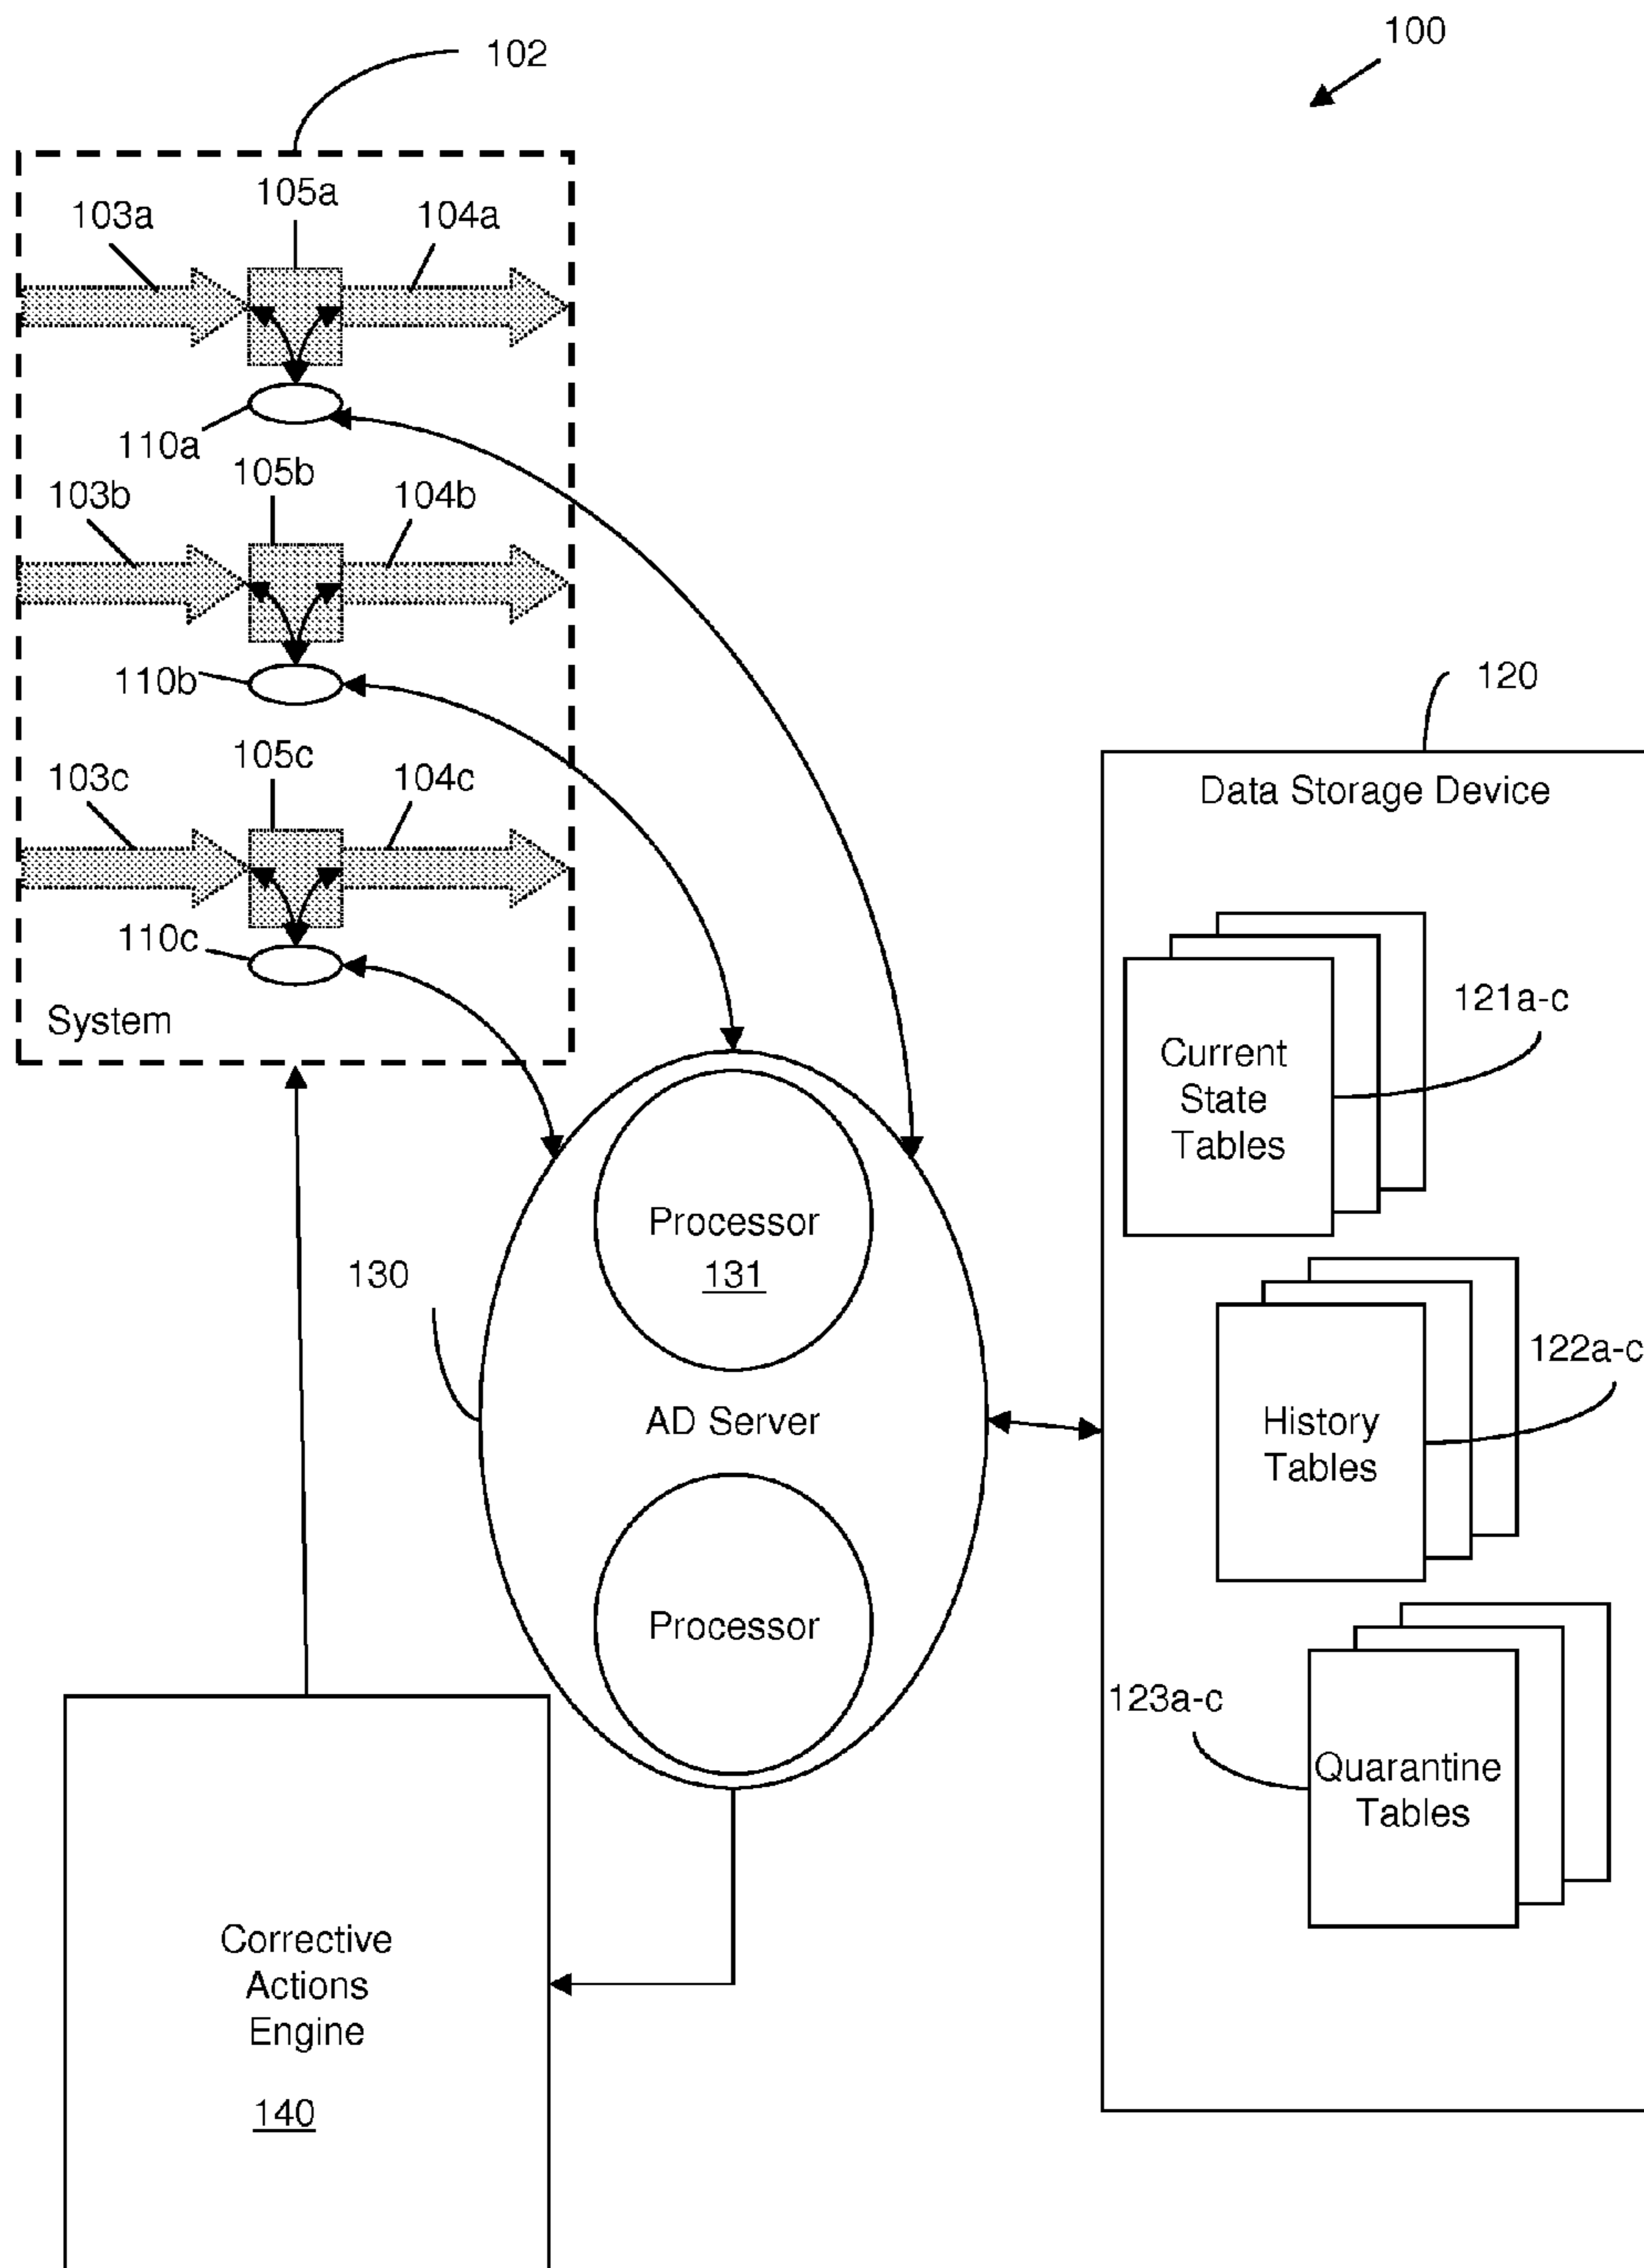 100
102
105a
103a
104a
110a
105b
103b
104b
110b
105c
103c
104c
110c
System
120
Data Storage Device
121a-c
Current
State
Tables
122a-c
History
Tables
123a-c
Quarantine
Tables
130
Processor
131
AD Server
Processor
Corrective
Actions
Engine
140